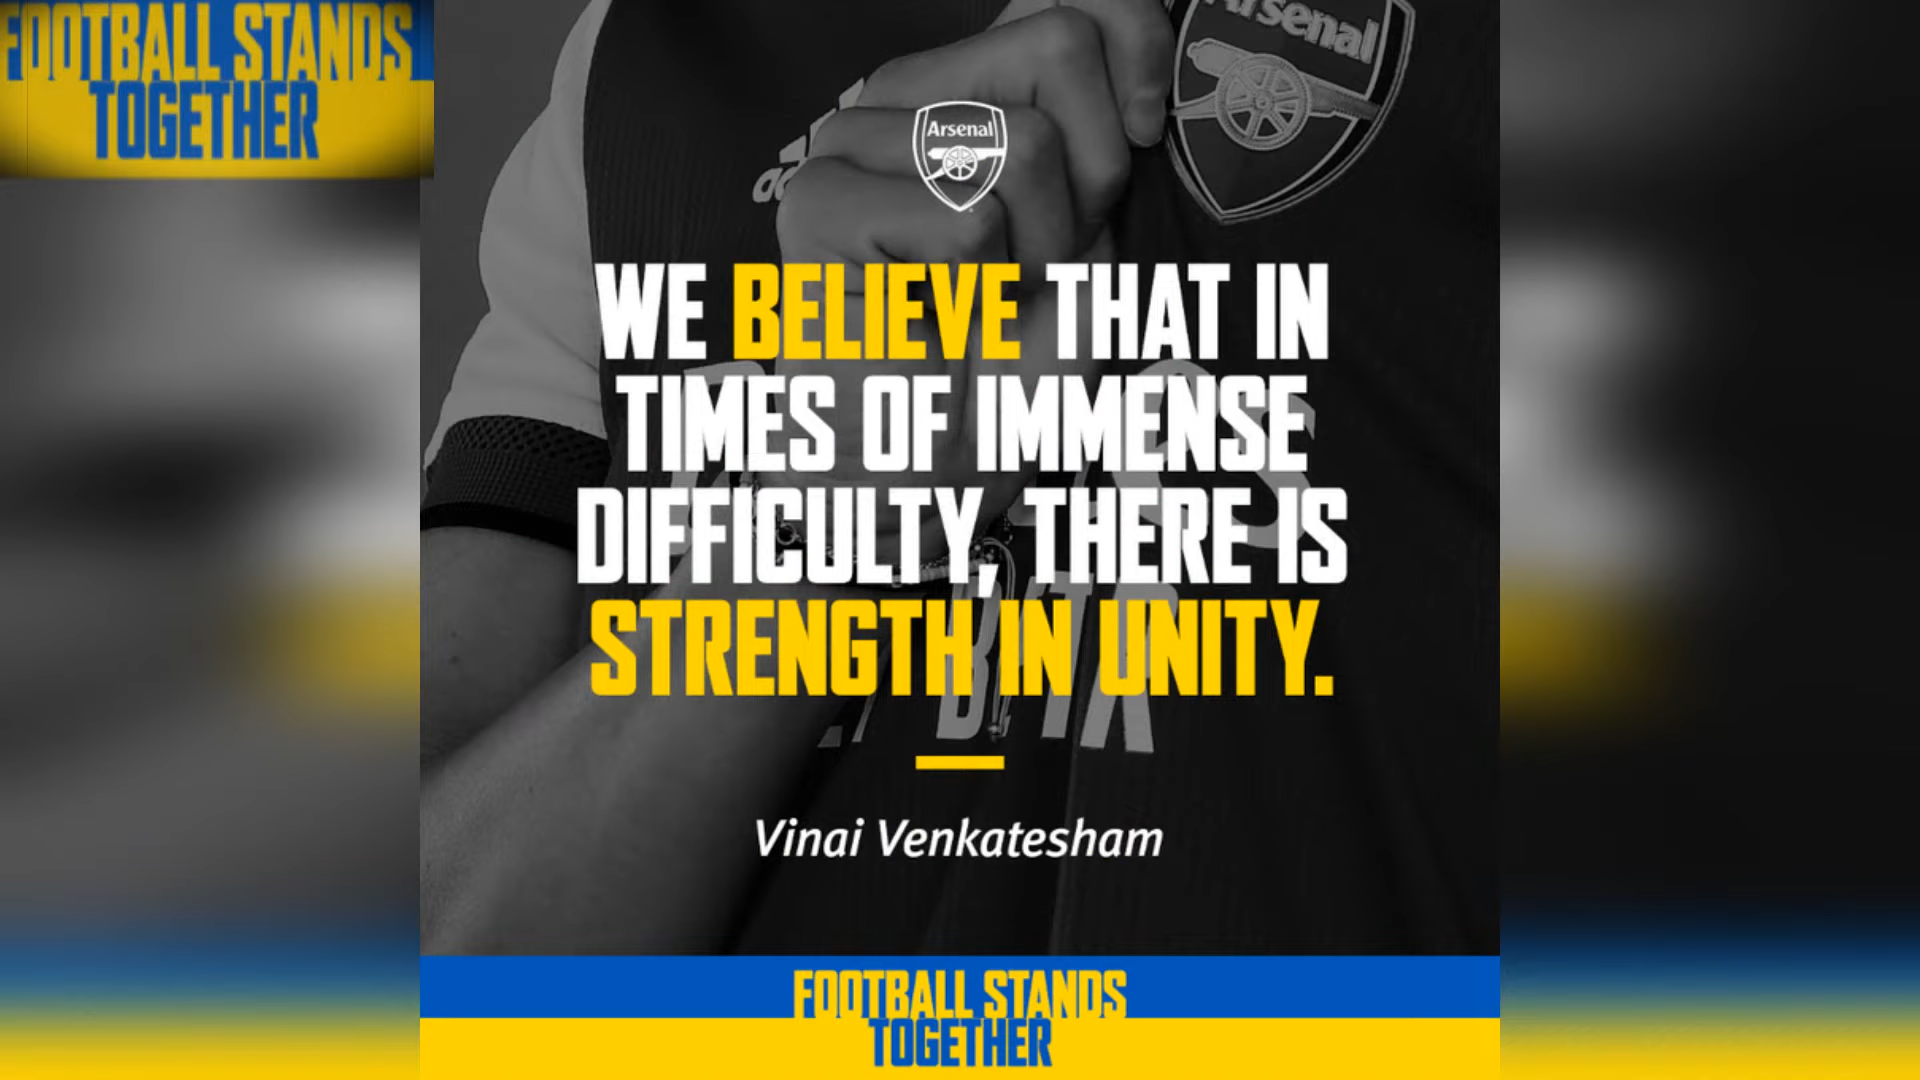 FOOTBALL STANDS
TOGETHER
Arsenal
Arsenal
WE BELIEVE THAT IN
TIMES OF IMMENSE
DIFFICULTY, THERE IS
STRENGTH IN UNITY.
Vinai Venkatesham
FOOTBALL STANDS
TOGETHER